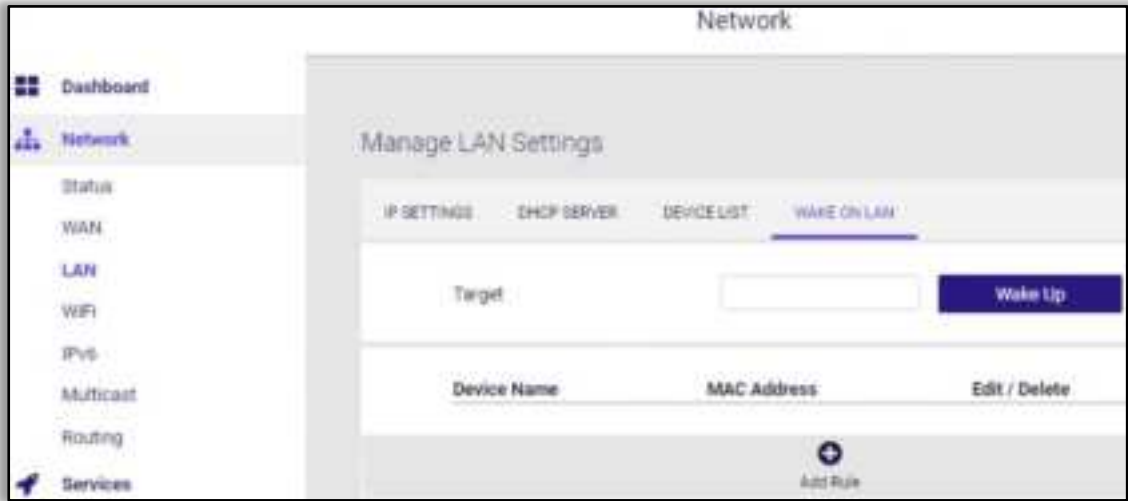 Network
Dashboard
Network
Status
WAN
LAN
WiFi
IPv6
Multicast
Routing
Services
Manage LAN Settings
IP SETTINGS DHCP SERVER DEVICE LIST WAKE ON LAN
Target Wake Up
Device Name MAC Address Edit / Delete
Add Rule